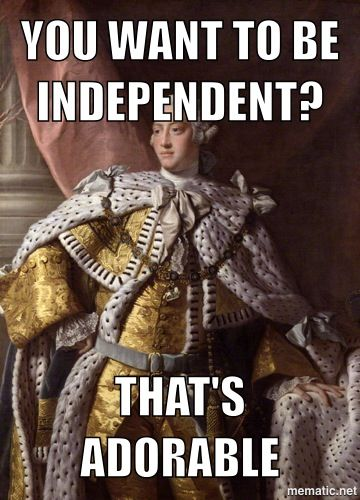 YOU WANT TO BE
INDEPENDENT?
THAT'S
ADORABLE
mematic.net